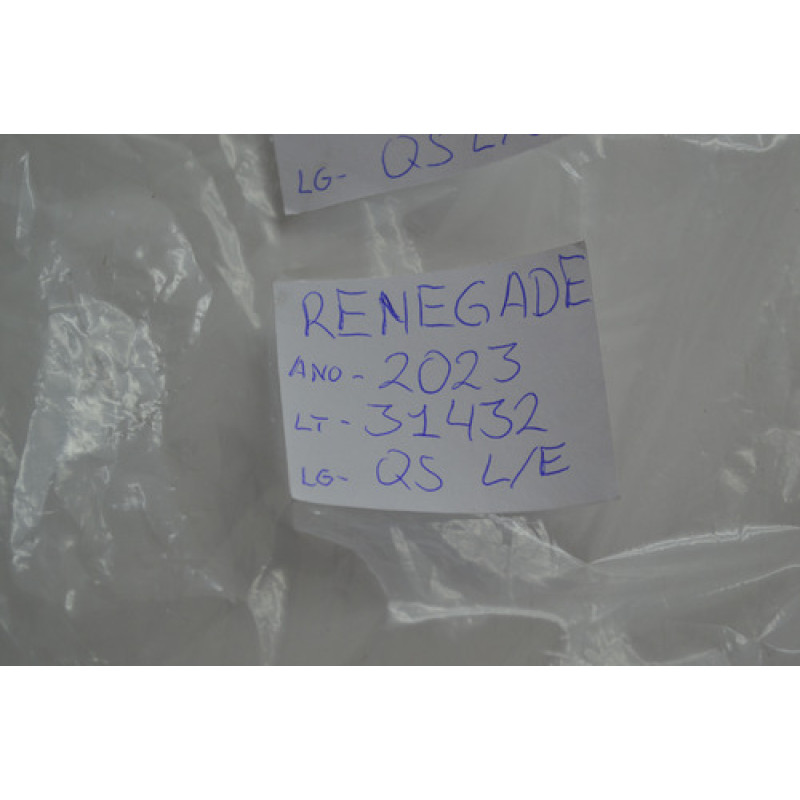 LG- QS
RENEGADE
ANO- 2023
LT- 31432
LG- QS L/E